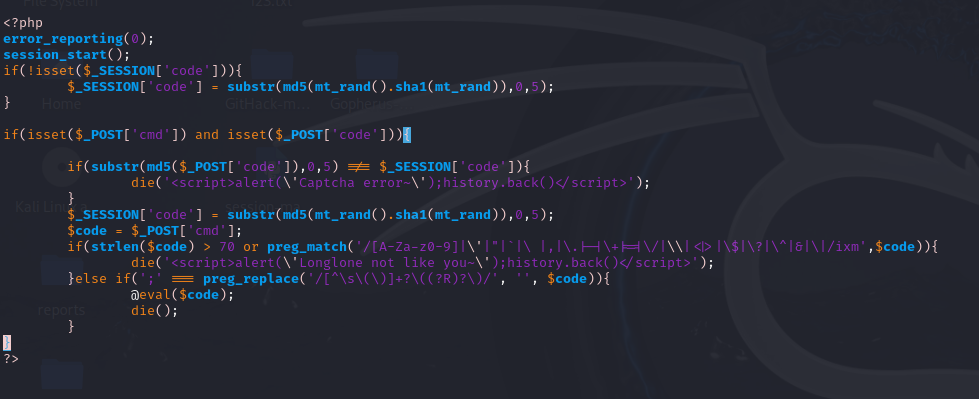 File System
123.txt
<?php
error_reporting(0);
session_start();
if(!isset($_SESSION['code'])){
$_SESSION['code'] = substr(md5(mt_rand().sha1(mt_rand)),0,5);
}
Home
GitHack-m...
if(isset($_POST['cmd']) and isset($_POST['code'])){
if(substr(md5($_POST['code']),0,5) !== $_SESSION['code']){
die('<script>alert(\'Captcha error~\');history.back()</script>');
}
Kali
$_SESSION['code'] = substr(md5(mt_rand().sha1(mt_rand)),0,5);
$code = $_POST['cmd'];
if(strlen($code) > 70 or preg_match('/[A-Za-z0-9]|\'|"|`|\ |,|\.|-|\+|=|\/|\\|<|>|\$|\?|\^|&|\|/ixm',$code)){
die('<script>alert(\'Longlone not like you~\');history.back()</script>');
}else if(';' === preg_replace('/[^\s\(\)]+?\((?R)?\)/', '', $code)){
@eval($code);
die();
reports
}
}
?>